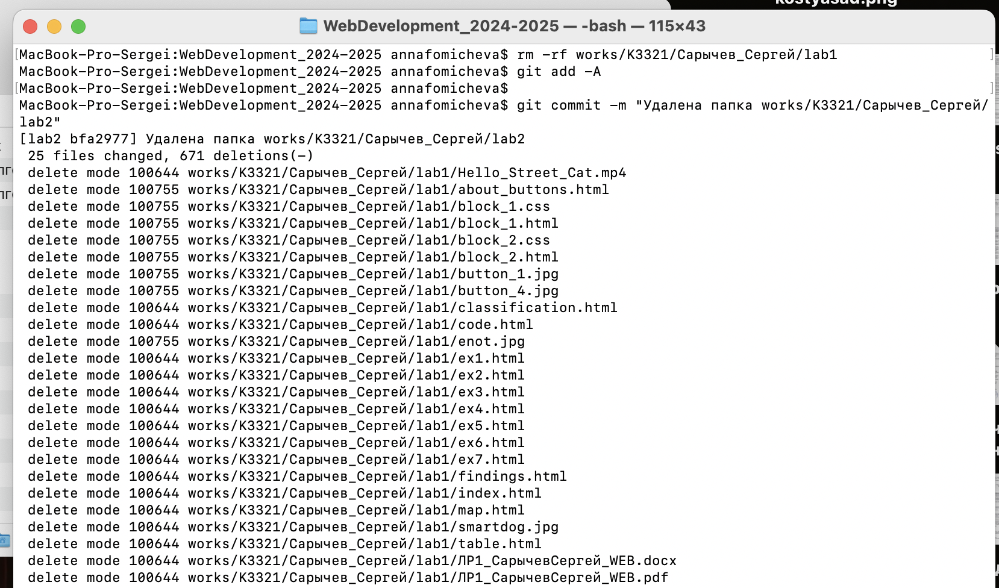 kostyasad.png
WebDevelopment_2024-2025 — -bash — 115×43
[MacBook-Pro-Sergei:WebDevelopment_2024-2025 annafomicheva$ rm -rf works/K3321/Сарычев_Сергей/lab1 ]
MacBook-Pro-Sergei:WebDevelopment_2024-2025 annafomicheva$ git add -A
[MacBook-Pro-Sergei:WebDevelopment_2024-2025 annafomicheva$ ]
MacBook-Pro-Sergei:WebDevelopment_2024-2025 annafomicheva$ git commit -m "Удалена папка works/K3321/Сарычев_Сергей/
lab2"
[lab2 bfa2977] Удалена папка works/K3321/Сарычев_Сергей/lab2
25 files changed, 671 deletions(-)
delete mode 100644 works/K3321/Сарычев_Сергей/lab1/Hello_Street_Cat.mp4
delete mode 100755 works/K3321/Сарычев_Сергей/lab1/about_buttons.html
delete mode 100755 works/K3321/Сарычев_Сергей/lab1/block_1.css
delete mode 100755 works/K3321/Сарычев_Сергей/lab1/block_1.html
delete mode 100755 works/K3321/Сарычев_Сергей/lab1/block_2.css
delete mode 100755 works/K3321/Сарычев_Сергей/lab1/block_2.html
delete mode 100755 works/K3321/Сарычев_Сергей/lab1/button_1.jpg
delete mode 100755 works/K3321/Сарычев_Сергей/lab1/button_4.jpg
delete mode 100644 works/K3321/Сарычев_Сергей/lab1/classification.html
delete mode 100644 works/K3321/Сарычев_Сергей/lab1/code.html
delete mode 100755 works/K3321/Сарычев_Сергей/lab1/enot.jpg
delete mode 100644 works/K3321/Сарычев_Сергей/lab1/ex1.html
delete mode 100644 works/K3321/Сарычев_Сергей/lab1/ex2.html
delete mode 100644 works/K3321/Сарычев_Сергей/lab1/ex3.html
delete mode 100644 works/K3321/Сарычев_Сергей/lab1/ex4.html
delete mode 100644 works/K3321/Сарычев_Сергей/lab1/ex5.html
delete mode 100644 works/K3321/Сарычев_Сергей/lab1/ex6.html
delete mode 100644 works/K3321/Сарычев_Сергей/lab1/ex7.html
delete mode 100644 works/K3321/Сарычев_Сергей/lab1/findings.html
delete mode 100644 works/K3321/Сарычев_Сергей/lab1/index.html
delete mode 100644 works/K3321/Сарычев_Сергей/lab1/map.html
delete mode 100644 works/K3321/Сарычев_Сергей/lab1/smartdog.jpg
delete mode 100644 works/K3321/Сарычев_Сергей/lab1/table.html
delete mode 100644 works/K3321/Сарычев_Сергей/lab1/ЛР1_СарычевСергей_WEB.docx
delete mode 100644 works/K3321/Сарычев_Сергей/lab1/ЛР1_СарычевСергей_WEB.pdf